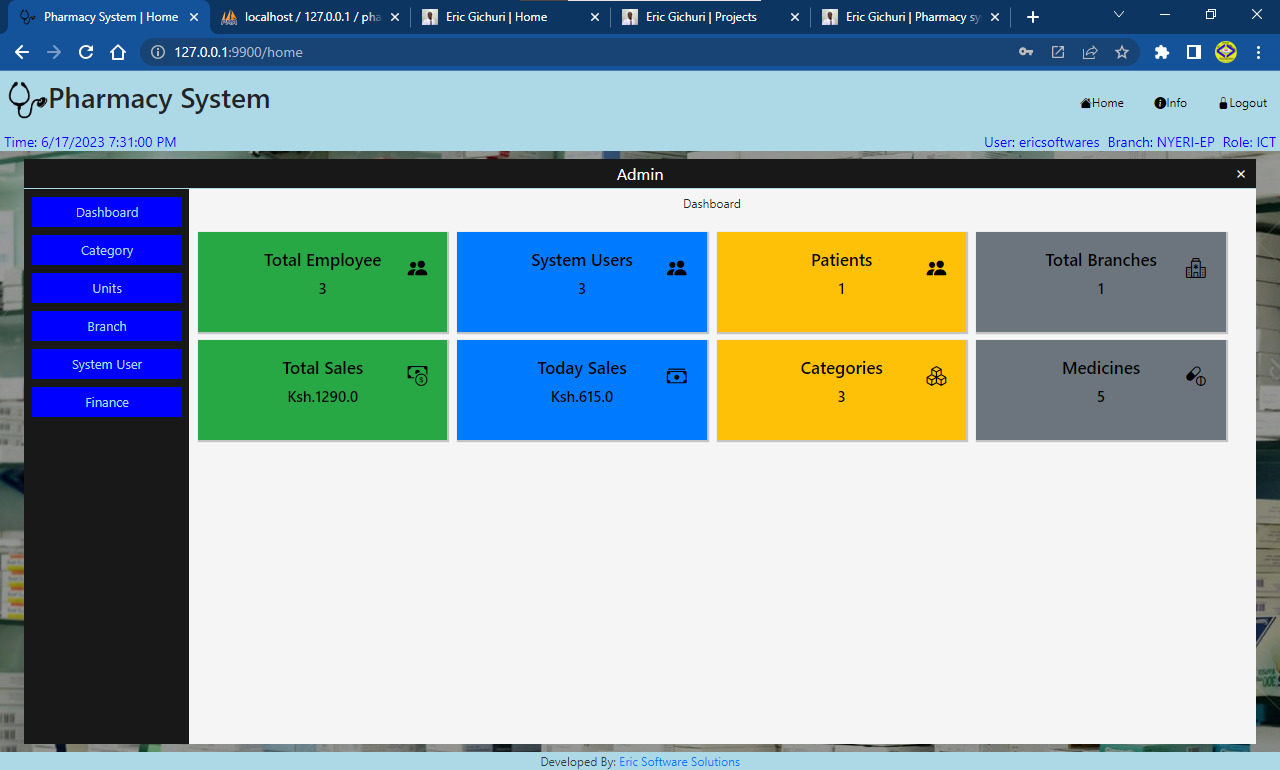 Pharmacy System | Home
localhost / 127.0.0.1 / pha
Eric Gichuri | Home
Eric Gichuri | Projects
Eric Gichuri | Pharmacy sy
127.0.0.1:9900/home
Pharmacy System
Home Info Logout
Time: 6/17/2023 7:31:00 PM
User: ericsoftwares Branch: NYERI-EP Role: ICT
Admin ×
Dashboard
Category
Units
Branch
System User
Finance
Dashboard
Total Employee
3
System Users
3
Patients
1
Total Branches
1
Total Sales
Ksh.1290.0
Today Sales
Ksh.615.0
Categories
3
Medicines
5
Developed By: Eric Software Solutions